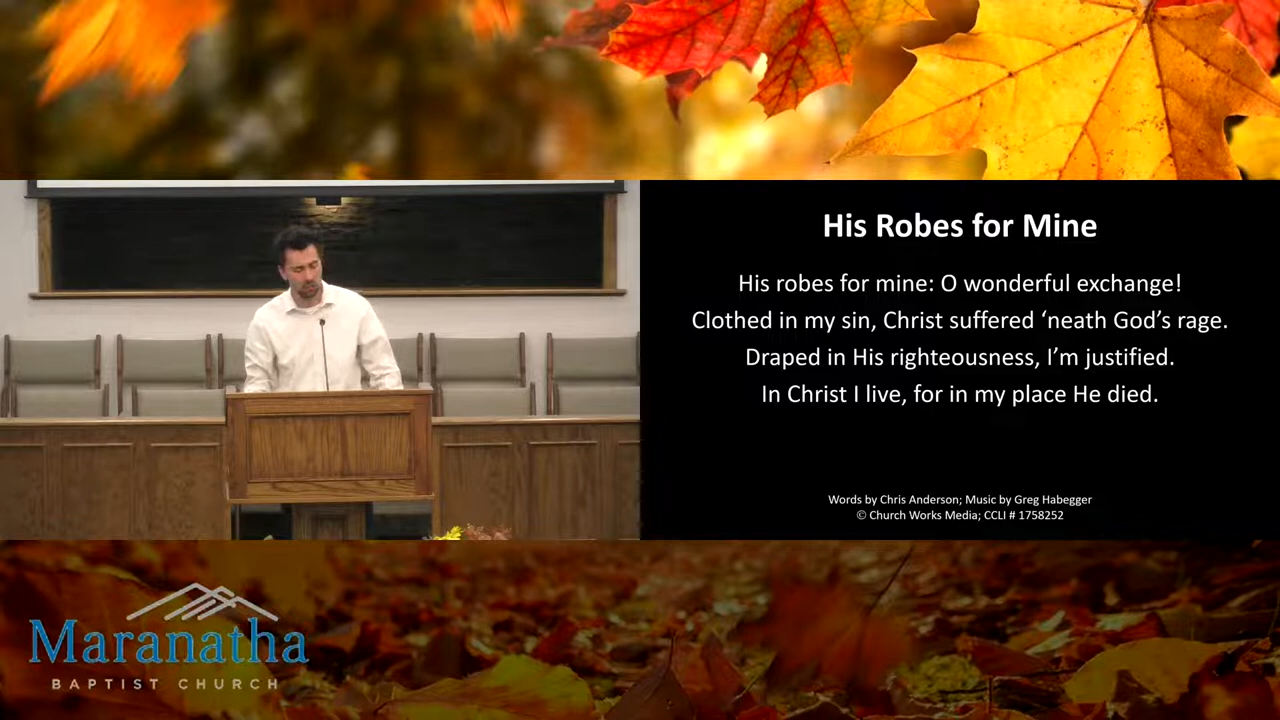 His Robes for Mine
His robes for mine: O wonderful exchange!
Clothed in my sin, Christ suffered ‘neath God’s rage.
Draped in His righteousness, I’m justified.
In Christ I live, for in my place He died.
Words by Chris Anderson; Music by Greg Habegger
© Church Works Media; CCLI # 1758252
Maranatha
BAPTIST CHURCH